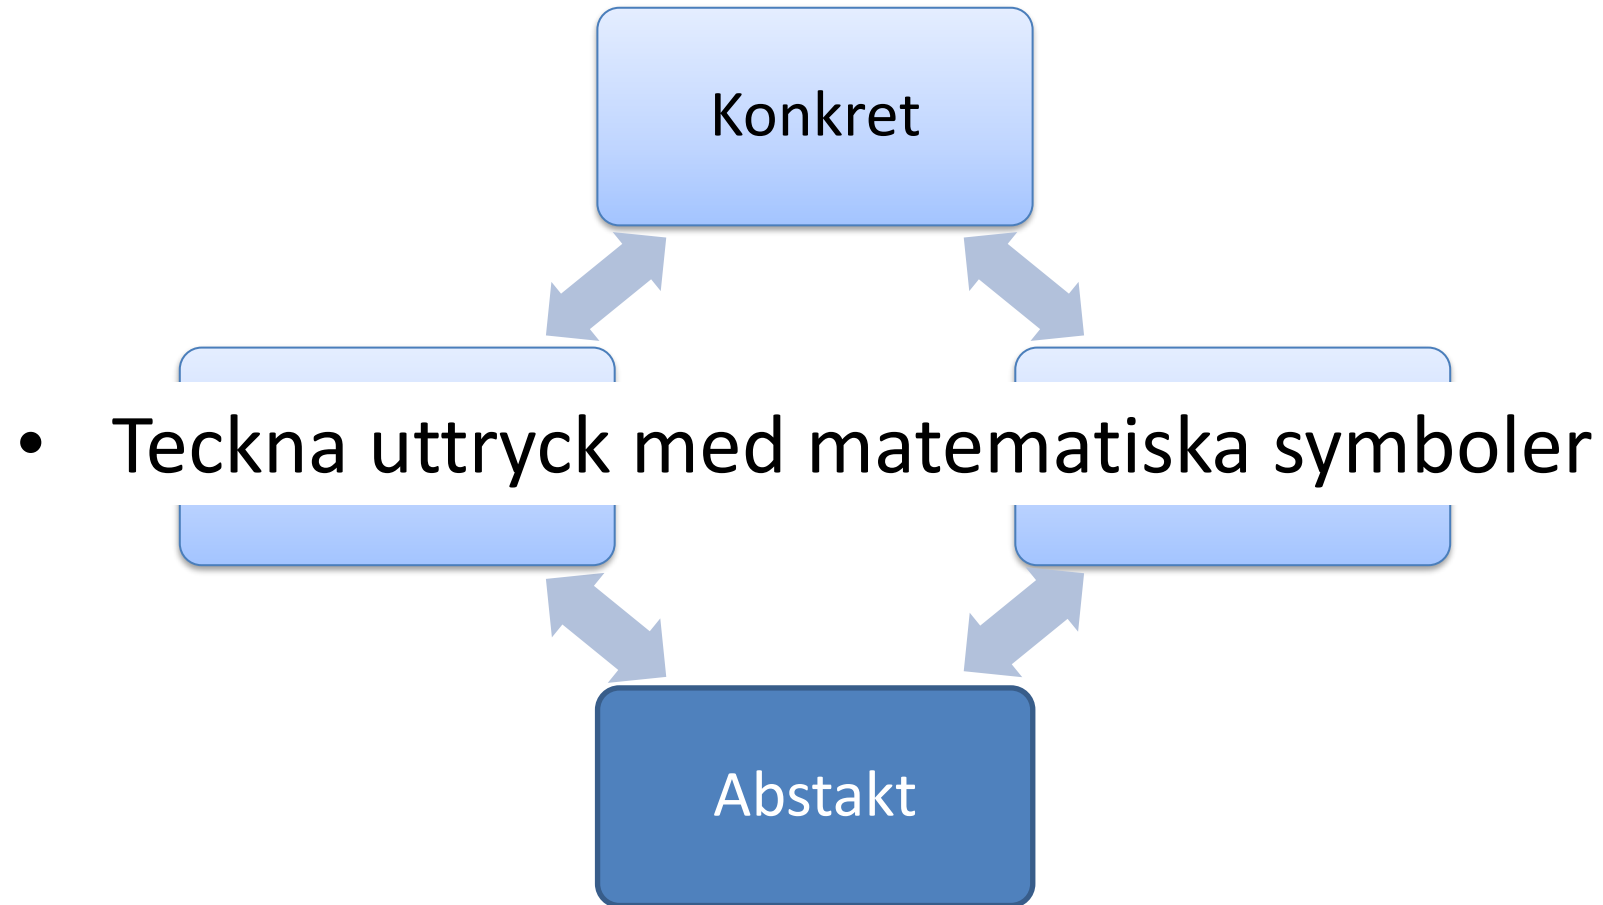 Konkret
• Teckna uttryck med matematiska symboler
Abstakt